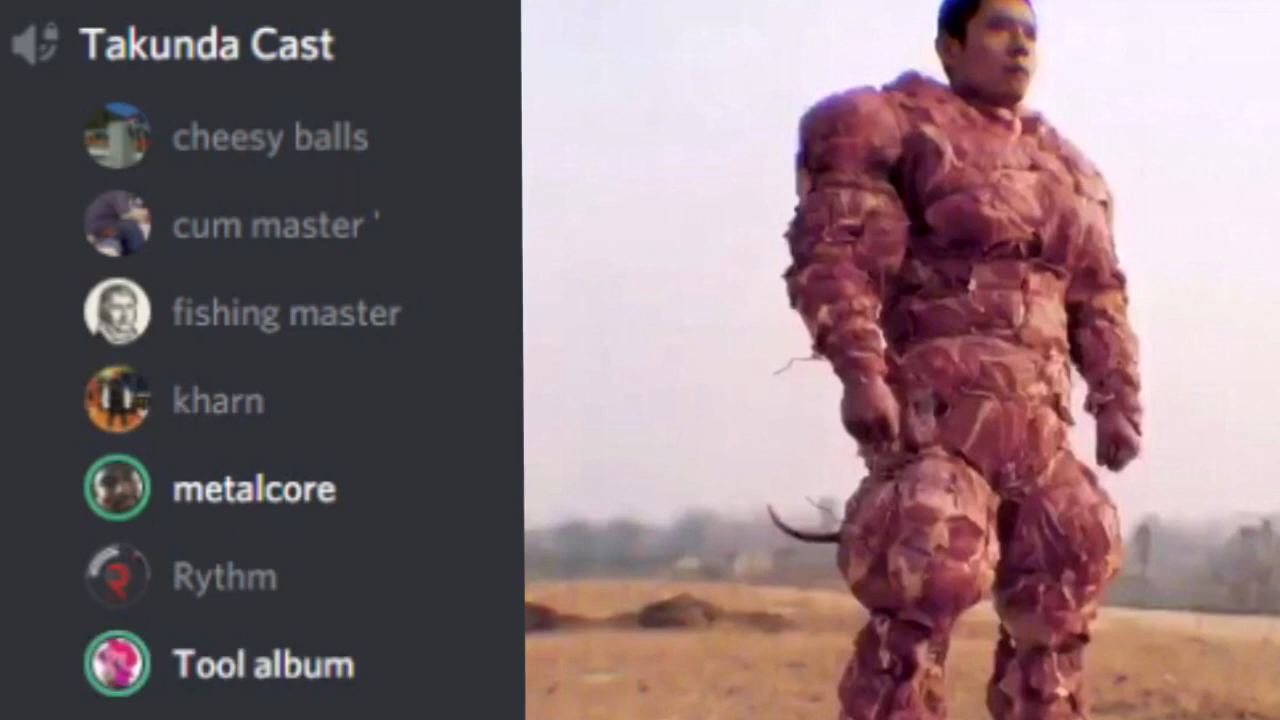 Takunda Cast
cheesy balls
cum master '
fishing master
kharn
metalcore
Rythm
Tool album